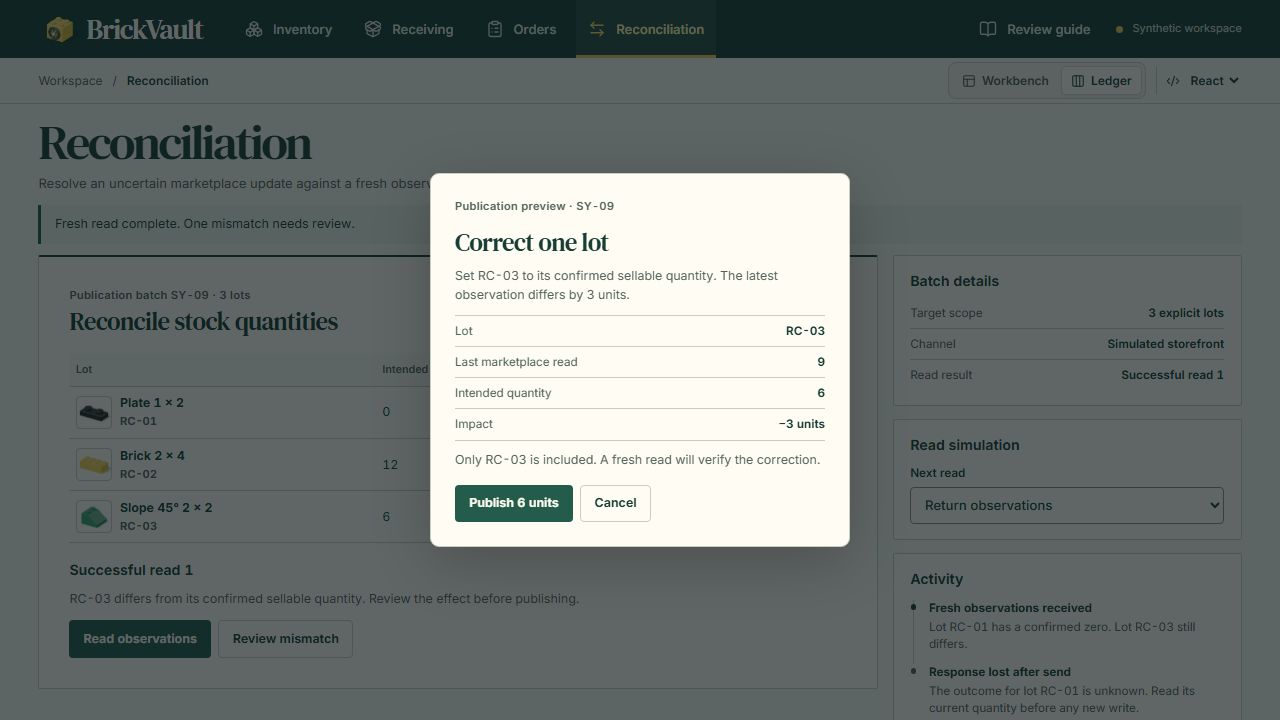 BrickVault
Inventory
Receiving
Orders
Reconciliation
Review guide
Synthetic workspace
Workspace / Reconciliation
Workbench
Ledger
React
Reconciliation
Resolve an uncertain marketplace update against a fresh
Fresh read complete. One mismatch needs review.
Publication batch SY-09 · 3 lots
Reconcile stock quantities
Lot
Intended
Plate 1 × 2
RC-01
0
Brick 2 × 4
RC-02
12
Slope 45° 2 × 2
RC-03
6
Successful read 1
RC-03 differs from its confirmed sellable quantity. Review the effect before publishing.
Read observations
Review mismatch
Publication preview · SY-09
Correct one lot
Set RC-03 to its confirmed sellable quantity. The latest
observation differs by 3 units.
Lot RC-03
Last marketplace read 9
Intended quantity 6
Impact −3 units
Only RC-03 is included. A fresh read will verify the correction.
Publish 6 units
Cancel
Batch details
Target scope 3 explicit lots
Channel Simulated storefront
Read result Successful read 1
Read simulation
Next read
Return observations
Activity
Fresh observations received
Lot RC-01 has a confirmed zero. Lot RC-03 still
differs.
Response lost after send
The outcome for lot RC-01 is unknown. Read its
current quantity before any new write.